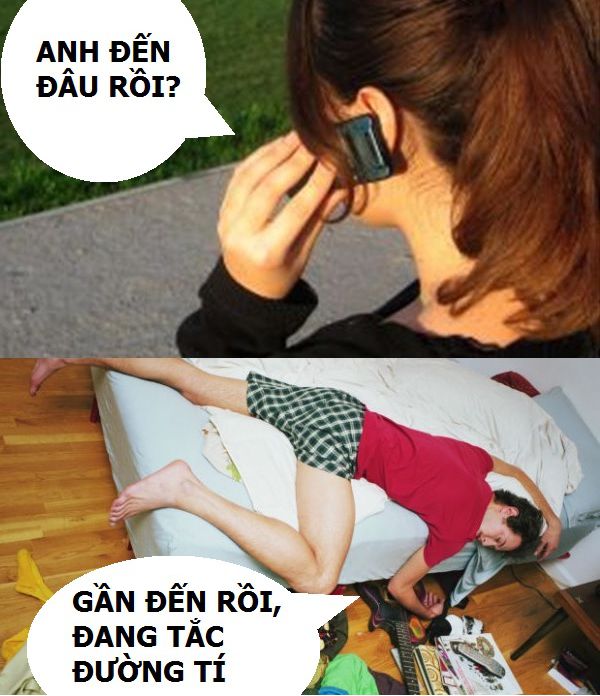 ANH ĐẾN
ĐÂU RỒI?
GẦN ĐẾN RỒI,
ĐANG TẮC
ĐƯỜNG TÍ